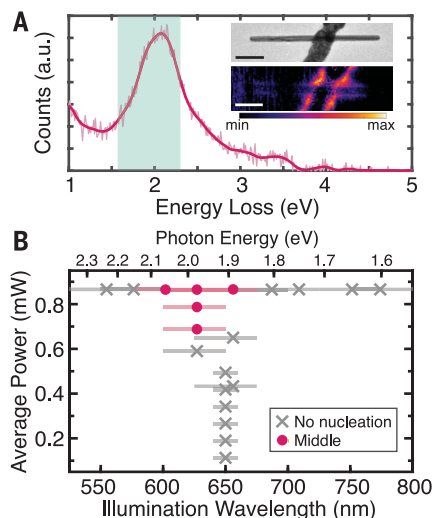 A
Counts (a.u.)
min max
1 2 3 4 5
Energy Loss (eV)
B
Photon Energy (eV)
2.3 2.2 2.1 2.0 1.9 1.8 1.7 1.6
Average Power (mW)
0.8
0.6
0.4
0.2
No nucleation
Middle
550 600 650 700 750 800
Illumination Wavelength (nm)